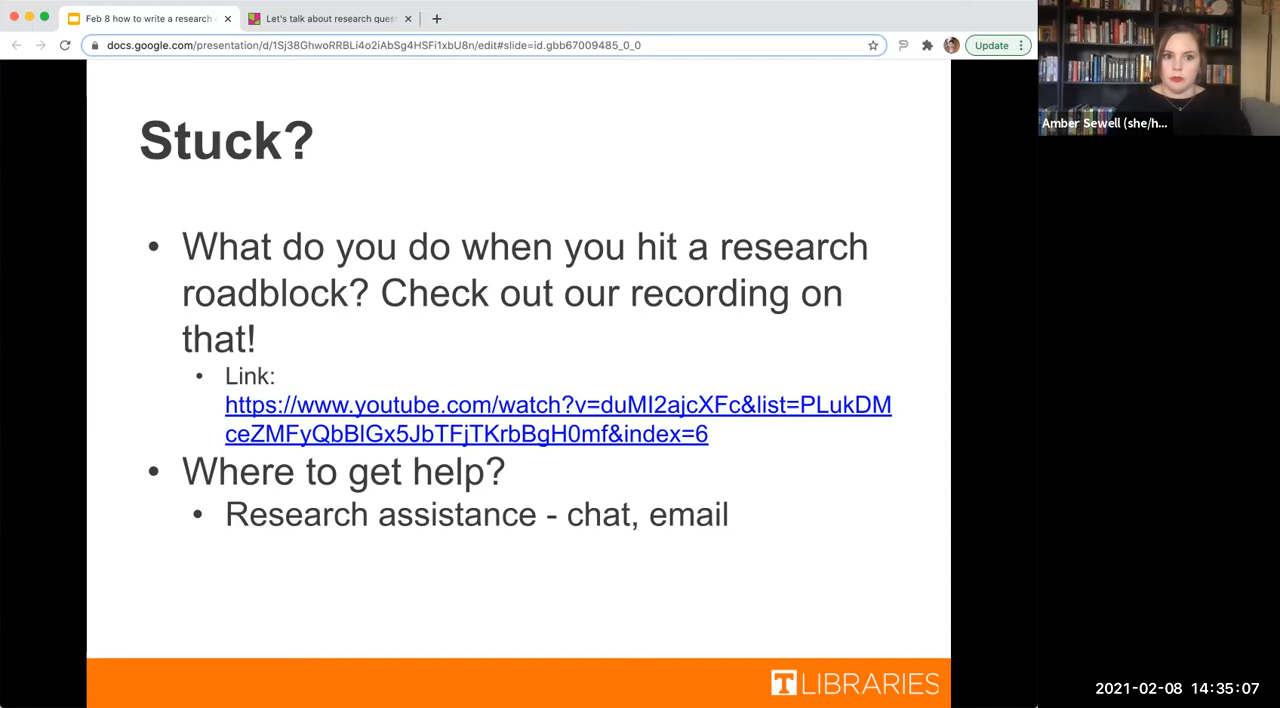 Feb 8 how to write a research
Let's talk about research ques
docs.google.com/presentation/d/1Sj38GhwoRRBLi4o2iAbSg4HSFi1xbU8n/edit#slide=id.gbb67009485_0_0
Update
Amber Sewell (she/h...
Stuck?
• What do you do when you hit a research
roadblock? Check out our recording on
that!
• Link:
https://www.youtube.com/watch?v=duMI2ajcXFc&list=PLukDM
ceZMFyQbBlGx5JbTFjTKrbBgH0mf&index=6
• Where to get help?
• Research assistance - chat, email
T LIBRARIES
2021-02-08 14:35:07